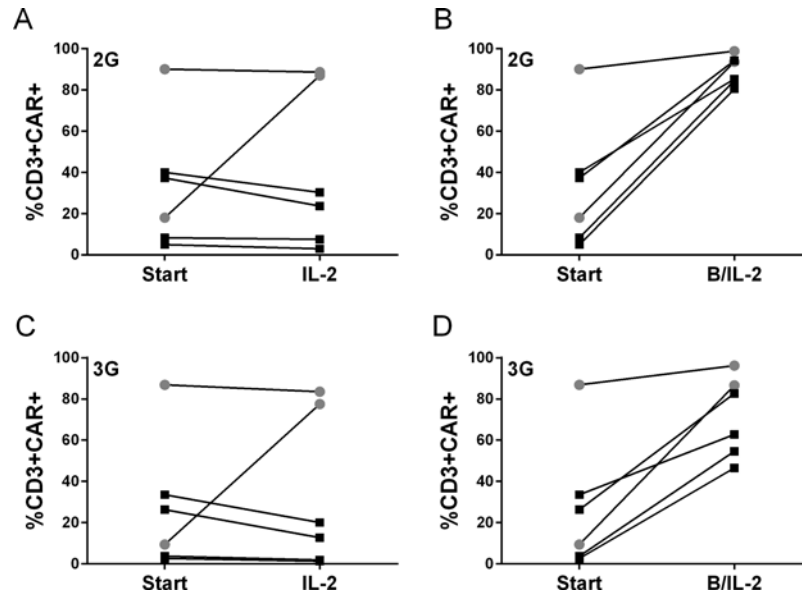 A
2G
%CD3+CAR+
100
80
60
40
20
0
Start IL-2
B
2G
%CD3+CAR+
100
80
60
40
20
0
Start B/IL-2
C
3G
%CD3+CAR+
100
80
60
40
20
0
Start IL-2
D
3G
%CD3+CAR+
100
80
60
40
20
0
Start B/IL-2